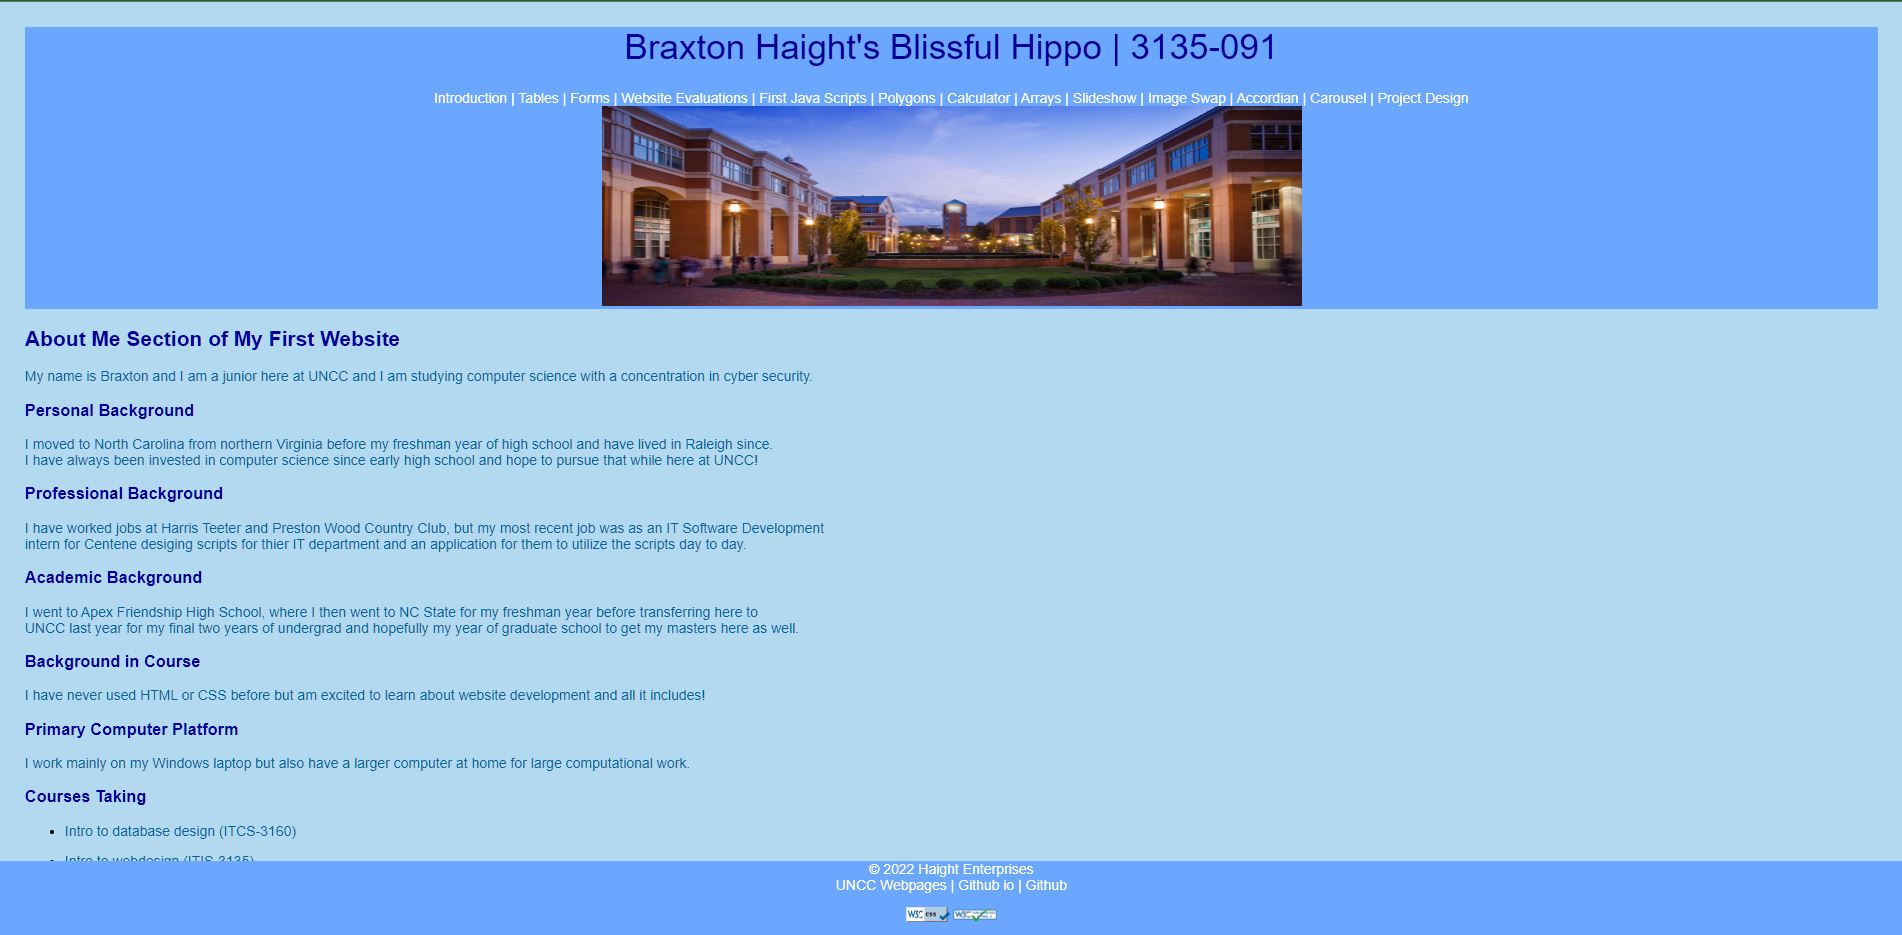 Braxton Haight's Blissful Hippo | 3135-091
Introduction | Tables | Forms | Website Evaluations | First Java Scripts | Polygons | Calculator | Arrays | Slideshow | Image Swap | Accordian | Carousel | Project Design
About Me Section of My First Website
My name is Braxton and I am a junior here at UNCC and I am studying computer science with a concentration in cyber security.
Personal Background
I moved to North Carolina from northern Virginia before my freshman year of high school and have lived in Raleigh since.
I have always been invested in computer science since early high school and hope to pursue that while here at UNCC!
Professional Background
I have worked jobs at Harris Teeter and Preston Wood Country Club, but my most recent job was as an IT Software Development
intern for Centene desiging scripts for thier IT department and an application for them to utilize the scripts day to day.
Academic Background
I went to Apex Friendship High School, where I then went to NC State for my freshman year before transferring here to
UNCC last year for my final two years of undergrad and hopefully my year of graduate school to get my masters here as well.
Background in Course
I have never used HTML or CSS before but am excited to learn about website development and all it includes!
Primary Computer Platform
I work mainly on my Windows laptop but also have a larger computer at home for large computational work.
Courses Taking
• Intro to database design (ITCS-3160)
• Intro to webdesign (ITIS-3135)
© 2022 Haight Enterprises
UNCC Webpages | Github io | Github
W3C css W3C